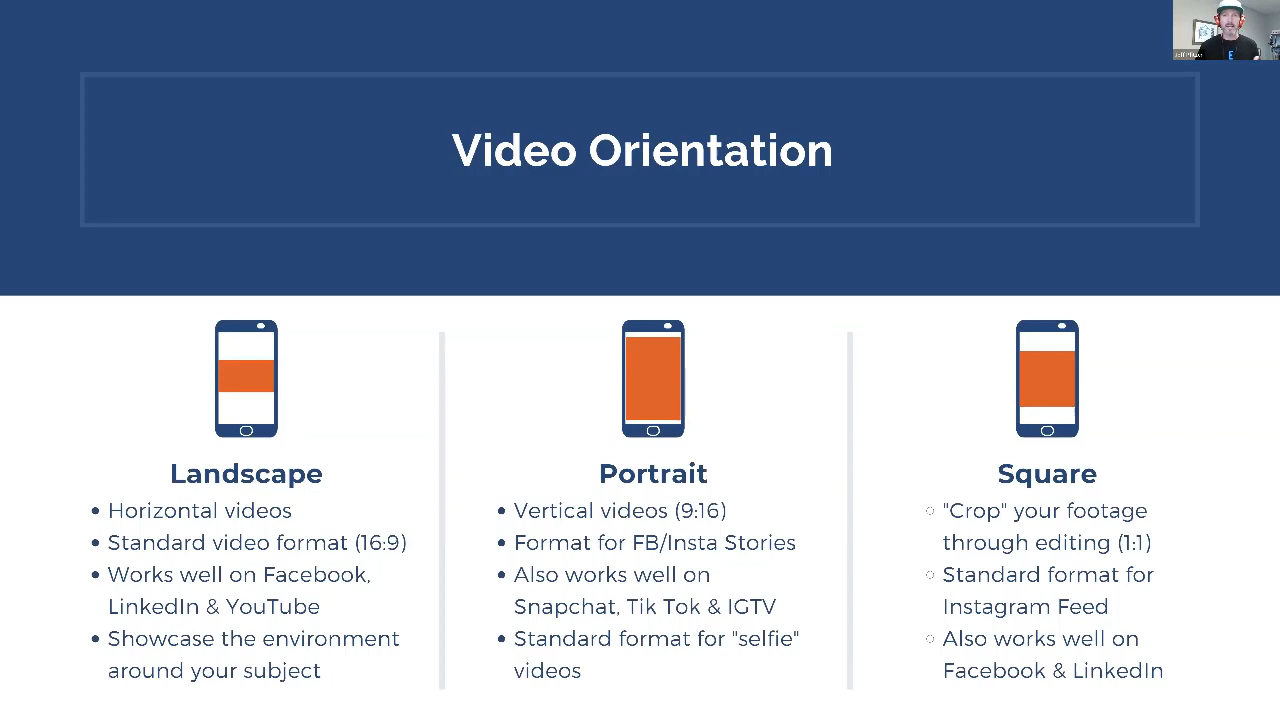 Video Orientation
Landscape
• Horizontal videos
• Standard video format (16:9)
• Works well on Facebook,
LinkedIn & YouTube
• Showcase the environment
around your subject
Portrait
• Vertical videos (9:16)
• Format for FB/Insta Stories
• Also works well on
Snapchat, Tik Tok & IGTV
• Standard format for "selfie"
videos
Square
○ "Crop" your footage
through editing (1:1)
○ Standard format for
Instagram Feed
○ Also works well on
Facebook & LinkedIn
E